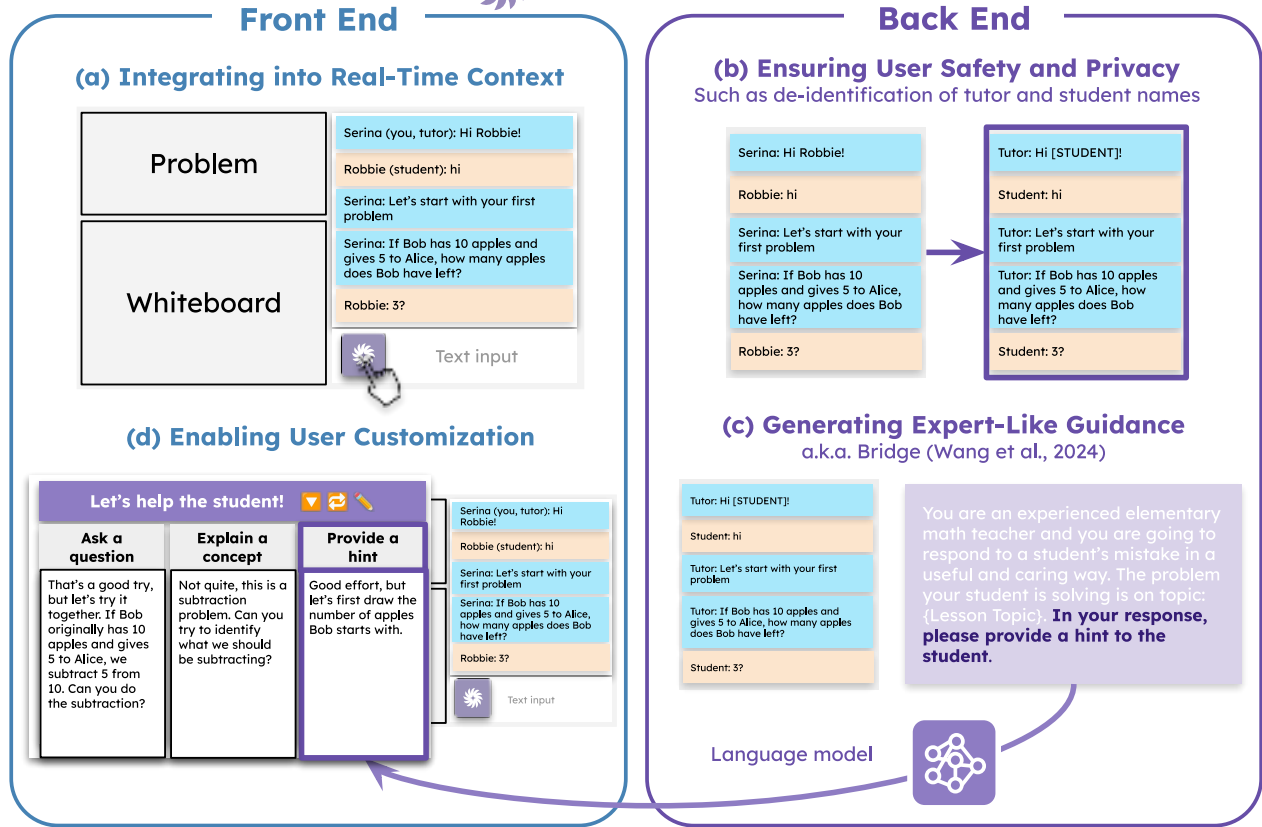 Front End
(a) Integrating into Real-Time Context
Problem
Whiteboard
Serina (you, tutor): Hi Robbie!
Robbie (student): hi
Serina: Let's start with your first
problem
Serina: If Bob has 10 apples and
gives 5 to Alice, how many apples
does Bob have left?
Robbie: 3?
Text input
(d) Enabling User Customization
Let's help the student!
Ask a
question
That's a good try,
but let's try it
together. If Bob
originally has 10
apples and gives
5 to Alice, we
subtract 5 from
10. Can you do
the subtraction?
Explain a
concept
Not quite, this is a
subtraction
problem. Can you
try to identify
what we should
be subtracting?
Provide a
hint
Good effort, but
let's first draw the
number of apples
Bob starts with.
Serina (you, tutor): Hi
Robbie!
Robbie (student): hi
Serina: Let's start with your
first problem
Serina: If Bob has 10
apples and gives 5 to Alice,
how many apples does Bob
have left?
Robbie: 3?
Text input
Back End
(b) Ensuring User Safety and Privacy
Such as de-identification of tutor and student names
Serina: Hi Robbie!
Robbie: hi
Serina: Let's start with your
first problem
Serina: If Bob has 10
apples and gives 5 to Alice,
how many apples does Bob
have left?
Robbie: 3?
Tutor: Hi [STUDENT]!
Student: hi
Tutor: Let's start with your
first problem
Tutor: If Bob has 10 apples
and gives 5 to Alice, how
many apples does Bob
have left?
Student: 3?
(c) Generating Expert-Like Guidance
a.k.a. Bridge (Wang et al., 2024)
Tutor: Hi [STUDENT]!
Student: hi
Tutor: Let's start with your first
problem
Tutor: If Bob has 10 apples and
gives 5 to Alice, how many apples
does Bob have left?
Student: 3?
You are an experienced elementary
math teacher and you are going to
respond to a student's mistake in a
useful and caring way. The problem
your student is solving is on topic:
{Lesson Topic}. In your response,
please provide a hint to the
student.
Language model